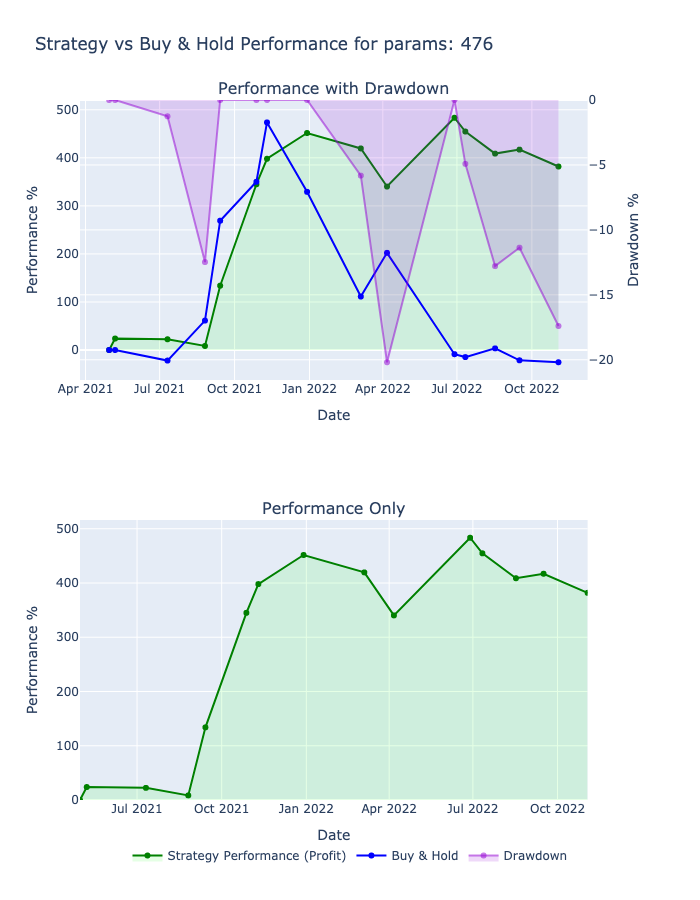 Strategy vs Buy & Hold Performance for params: 476
Performance with Drawdown
500
400
300
200
100
0
Performance %
0
−5
−10
−15
−20
Drawdown %
Apr 2021 Jul 2021 Oct 2021 Jan 2022 Apr 2022 Jul 2022 Oct 2022
Date
Performance Only
500
400
300
200
100
0
Performance %
Jul 2021 Oct 2021 Jan 2022 Apr 2022 Jul 2022 Oct 2022
Date
Strategy Performance (Profit) Buy & Hold Drawdown